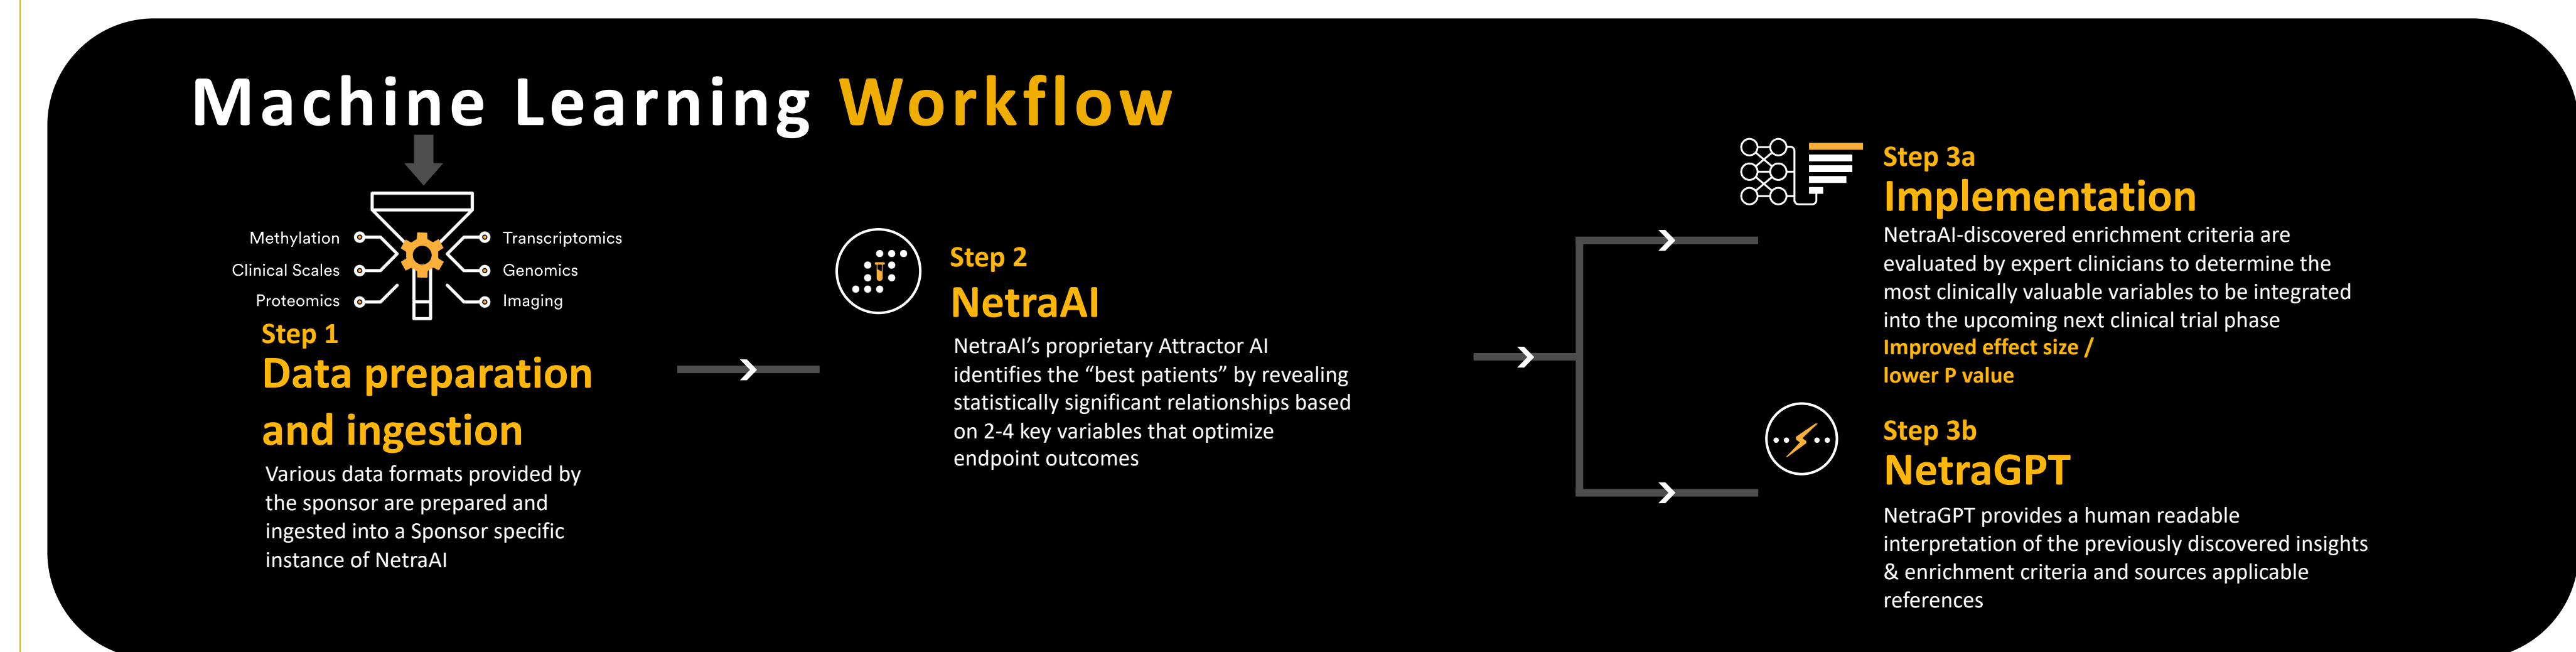 Machine Learning Workflow
Methylation
Clinical Scales
Proteomics
Transcriptomics
Genomics
Imaging
Step 1
Data preparation
and ingestion
Various data formats provided by
the sponsor are prepared and
ingested into a Sponsor specific
instance of NetraAI
Step 2
NetraAI
NetraAI’s proprietary Attractor AI
identifies the “best patients” by revealing
statistically significant relationships based
on 2-4 key variables that optimize
endpoint outcomes
Step 3a
Implementation
NetraAI-discovered enrichment criteria are
evaluated by expert clinicians to determine the
most clinically valuable variables to be integrated
into the upcoming next clinical trial phase
Improved effect size /
lower P value
Step 3b
NetraGPT
NetraGPT provides a human readable
interpretation of the previously discovered insights
& enrichment criteria and sources applicable
references